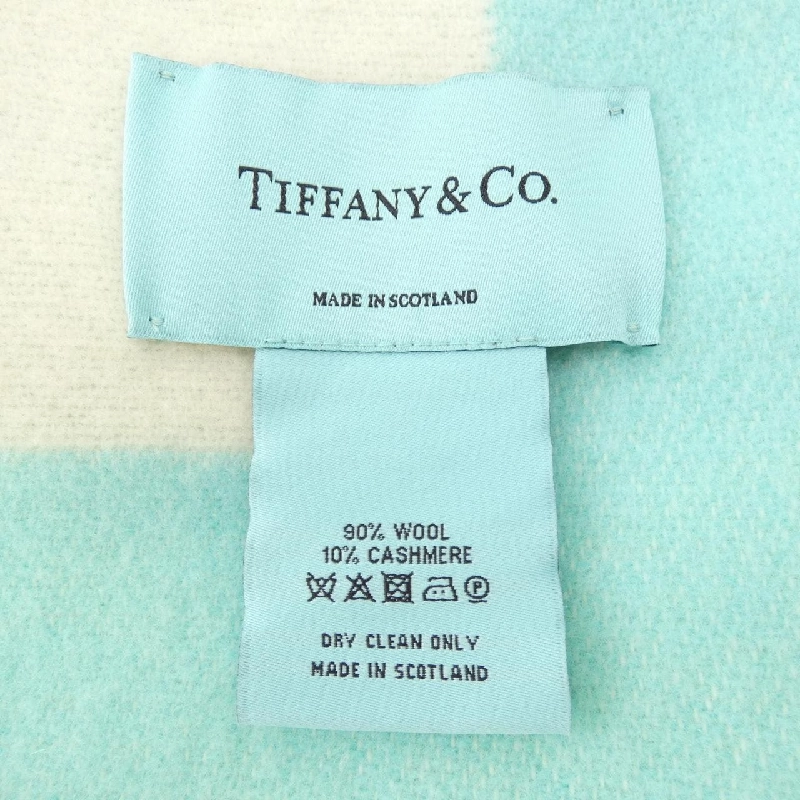 TIFFANY & CO.
MADE IN SCOTLAND
90% WOOL
10% CASHMERE
P
DRY CLEAN ONLY
MADE IN SCOTLAND